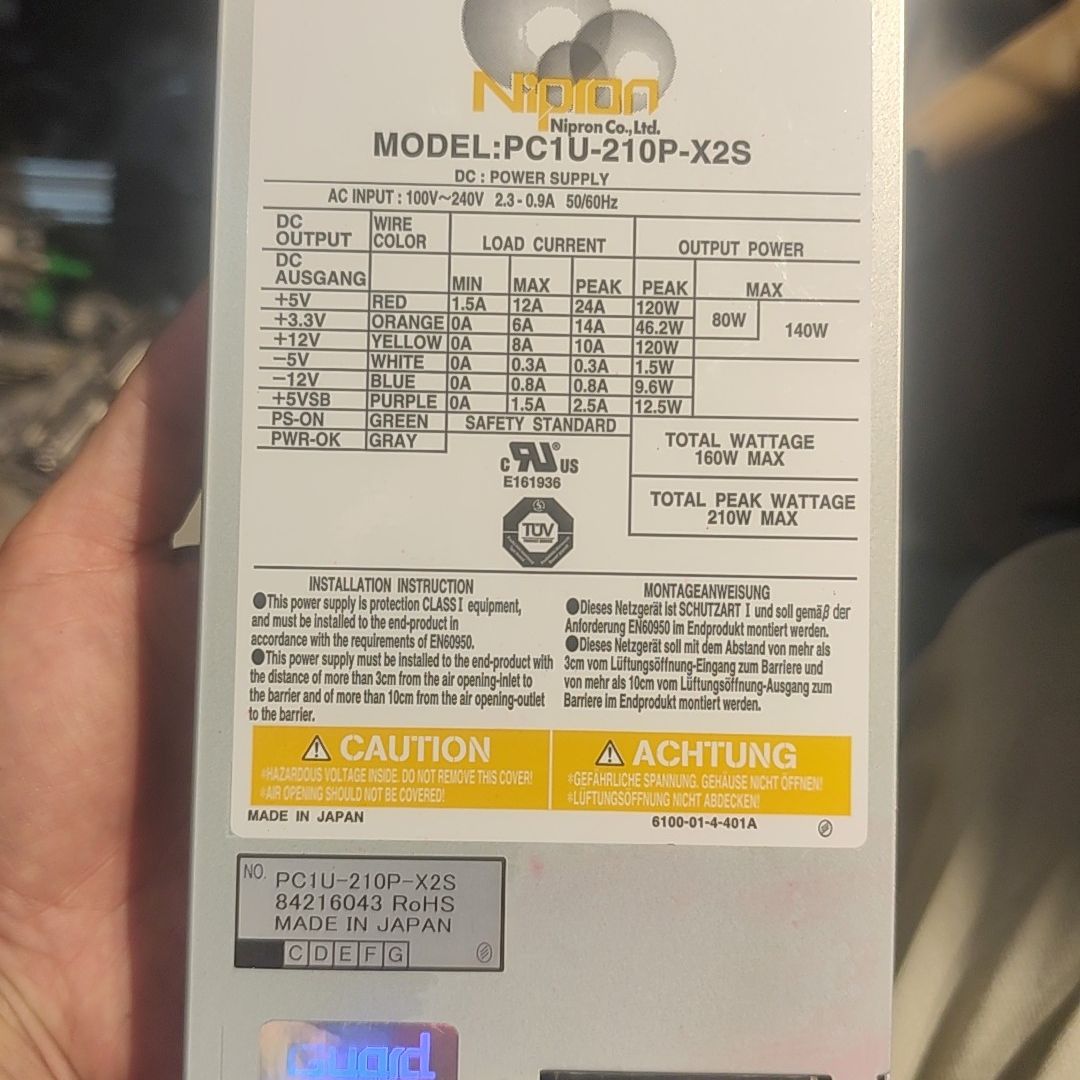 Nipron
Nipron Co.,Ltd.
MODEL:PC1U-210P-X2S
DC : POWER SUPPLY
AC INPUT : 100V~240V 2.3 - 0.9A 50/60Hz
DC OUTPUT WIRE COLOR LOAD CURRENT OUTPUT POWER
DC AUSGANG MIN MAX PEAK PEAK MAX
+5V RED 1.5A 12A 24A 120W 80W 140W
+3.3V ORANGE 0A 6A 14A 46.2W
+12V YELLOW 0A 8A 10A 120W
−5V WHITE 0A 0.3A 0.3A 1.5W
−12V BLUE 0A 0.8A 0.8A 9.6W
+5VSB PURPLE 0A 1.5A 2.5A 12.5W
PS-ON GREEN SAFETY STANDARD
PWR-OK GRAY
TOTAL WATTAGE
160W MAX
c RU ® US
E161936
TÜV
TOTAL PEAK WATTAGE
210W MAX
INSTALLATION INSTRUCTION
●This power supply is protection CLASS I equipment,
and must be installed to the end-product in
accordance with the requirements of EN60950.
●This power supply must be installed to the end-product with
the distance of more than 3cm from the air opening-inlet to
the barrier and of more than 10cm from the air opening-outlet
to the barrier.
MONTAGEANWEISUNG
●Dieses Netzgerät ist SCHUTZART I und soll gemäβ der
Anforderung EN60950 im Endprodukt montiert werden.
●Dieses Netzgerät soll mit dem Abstand von mehr als
3cm vom Lüftungsöffnung-Eingang zum Barriere und
von mehr als 10cm vom Lüftungsöffnung-Ausgang zum
Barriere im Endprodukt montiert werden.
⚠ CAUTION
*HAZARDOUS VOLTAGE INSIDE. DO NOT REMOVE THIS COVER!
*AIR OPENING SHOULD NOT BE COVERED!
⚠ ACHTUNG
*GEFÄHRLICHE SPANNUNG. GEHÄUSE NICHT ÖFFNEN!
*LÜFTUNGSÖFFNUNG NICHT ABDECKEN!
MADE IN JAPAN 6100-01-4-401A
NO. PC1U-210P-X2S
84216043 RoHS
MADE IN JAPAN
C D E F G
Guard